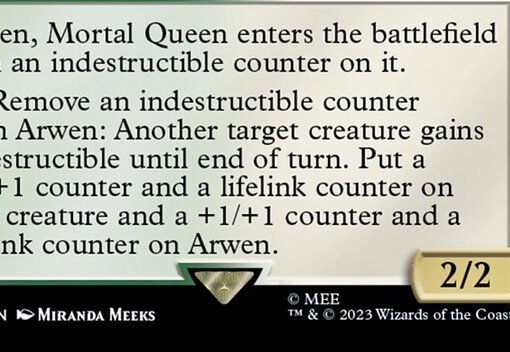 en, Mortal Queen enters the battlefield
an indestructible counter on it.
Remove an indestructible counter
n Arwen: Another target creature gains
estructible until end of turn. Put a
+1 counter and a lifelink counter on
creature and a +1/+1 counter and a
nk counter on Arwen.
2/2
© MEE
N MIRANDA MEEKS
™ & © 2023 Wizards of the Coast